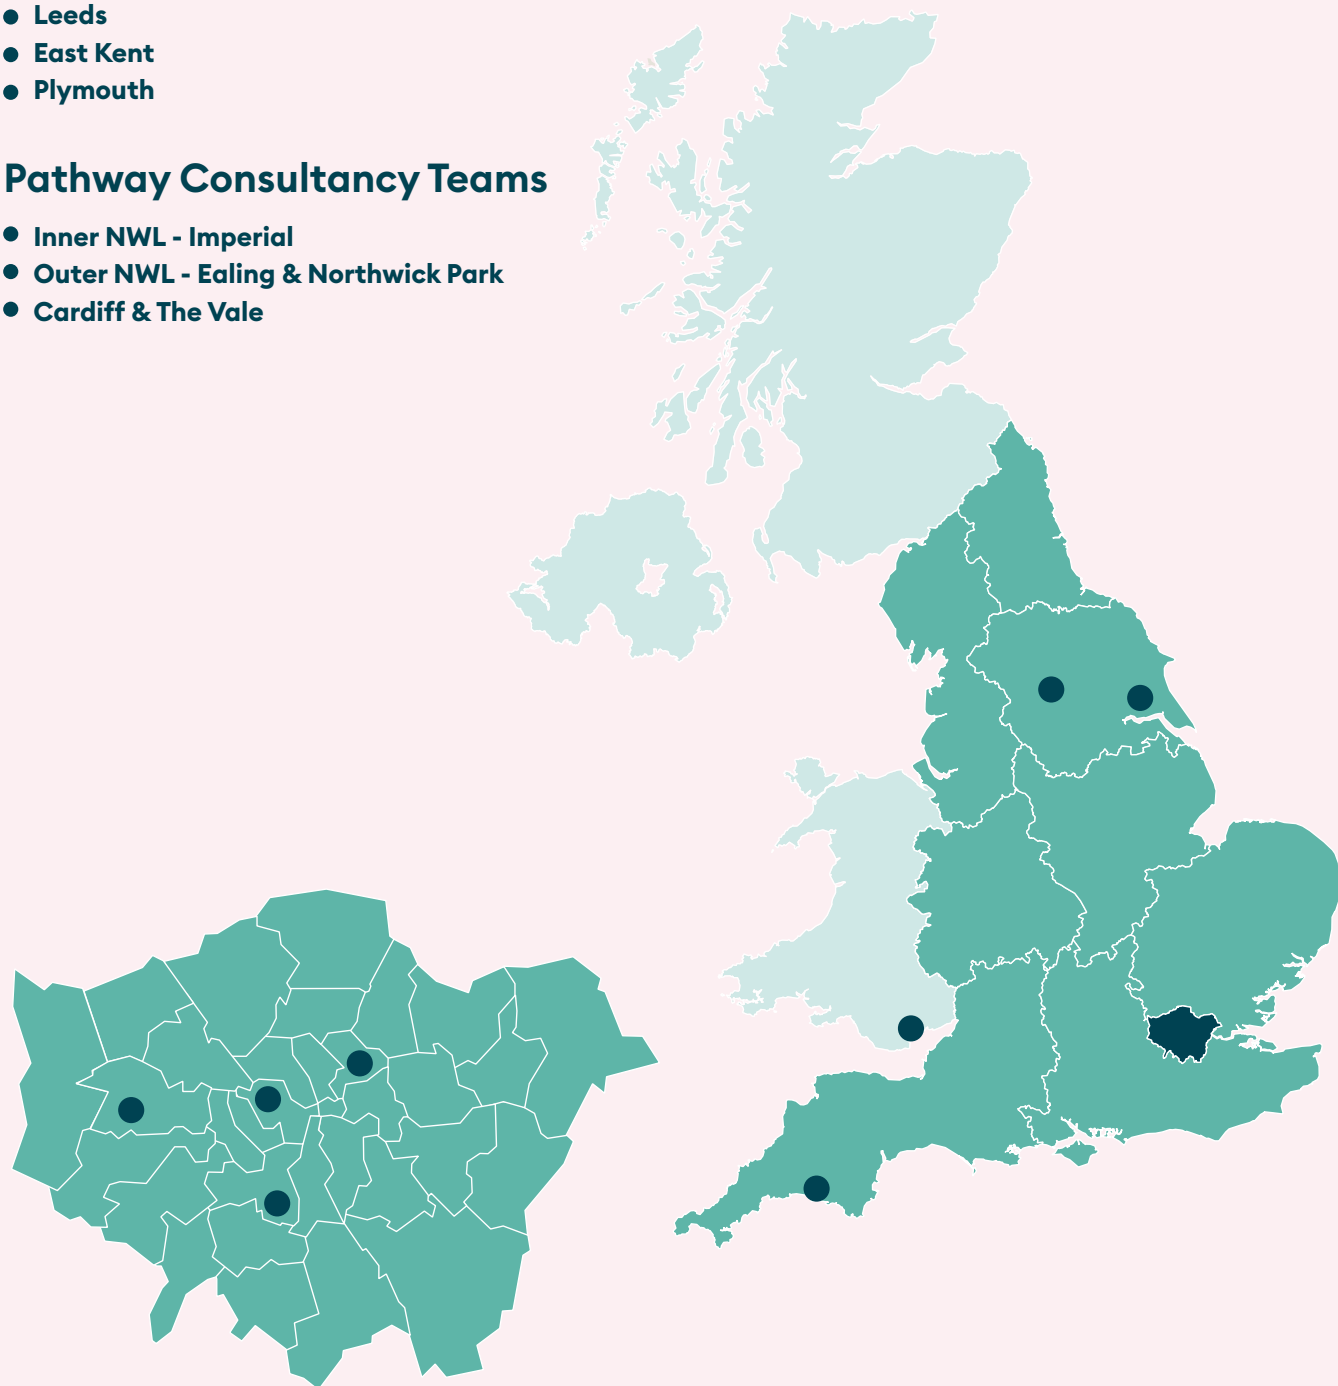 Leeds
East Kent
Plymouth
Pathway Consultancy Teams
Inner NWL - Imperial
Outer NWL - Ealing & Northwick Park
Cardiff & The Vale